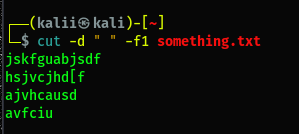 (kalii㉿kali)-[~]
$ cut -d " " -f1 something.txt
jskfguabjsdf
hsjvcjhd[f
ajvhcausd
avfciu